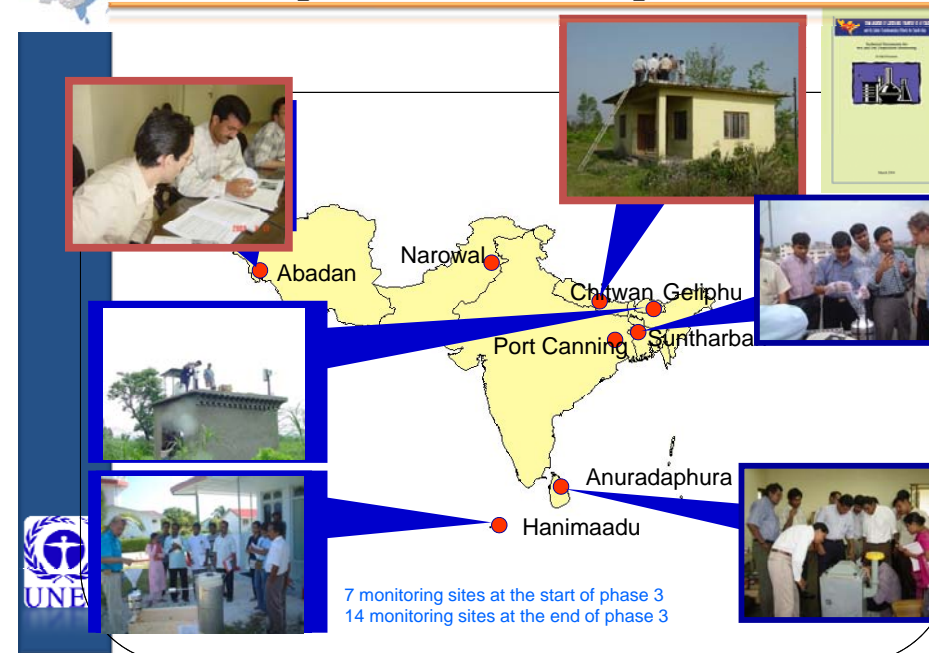 Abadan
Narowal
Chitwan Geliphu
Port Canning
Suntharba
Anuradaphura
Hanimaadu
7 monitoring sites at the start of phase 3
14 monitoring sites at the end of phase 3
UNE